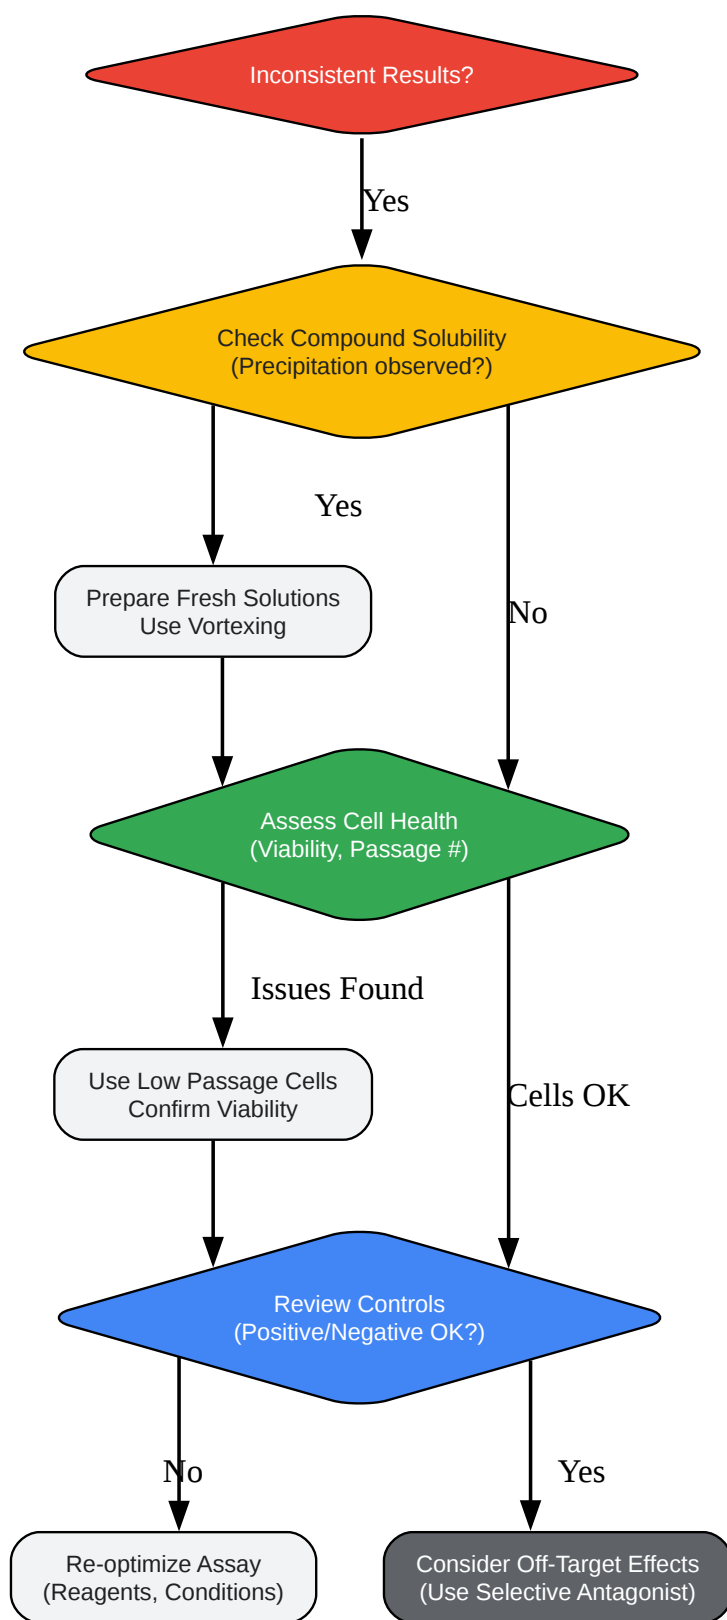 Inconsistent Results?
Yes
Check Compound Solubility
(Precipitation observed?)
Yes
Prepare Fresh Solutions
Use Vortexing
No
Assess Cell Health
(Viability, Passage #)
Issues Found
Use Low Passage Cells
Confirm Viability
Cells OK
Review Controls
(Positive/Negative OK?)
No
Yes
Re-optimize Assay
(Reagents, Conditions)
Consider Off-Target Effects
(Use Selective Antagonist)